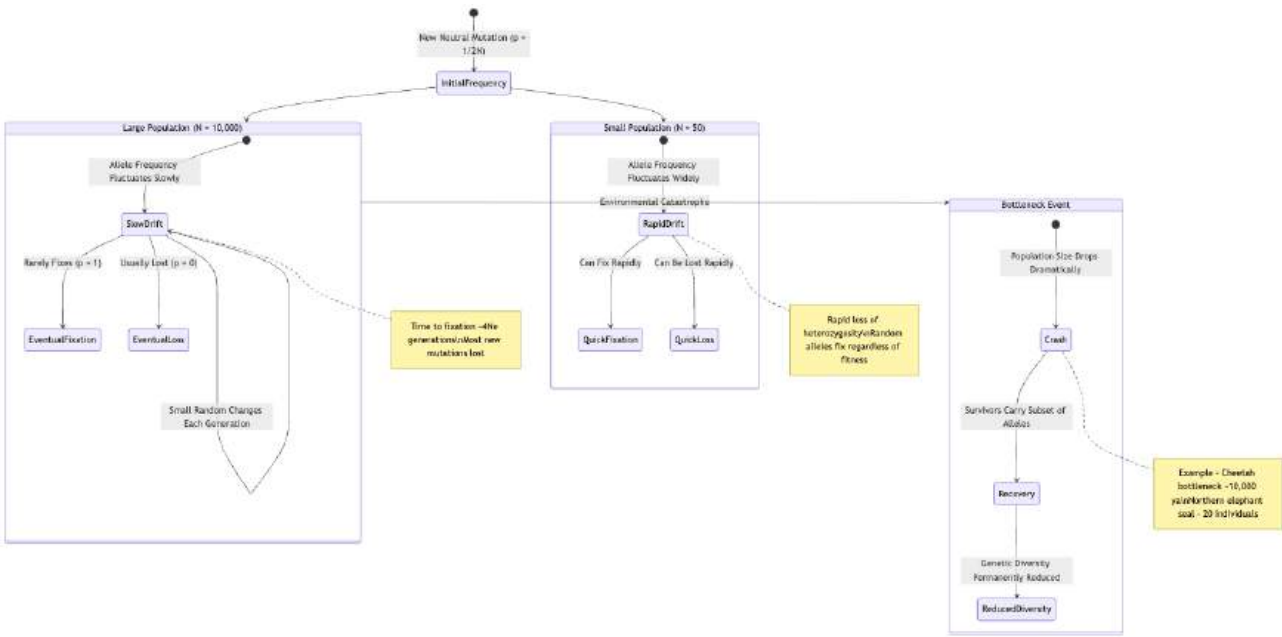 New Neutral Mutation (p =
1/2N)
InitialFrequency
Large Population (N = 10,000)
Allele Frequency
Fluctuates Slowly
SlowDrift
Rarely Fixes (p = 1)
Usually Lost (p = 0)
EventualFixation
EventualLoss
Small Random Changes
Each Generation
Time to fixation ~4Ne
generations\nMost new
mutations lost
Small Population (N = 50)
Allele Frequency
Fluctuates Widely
Environmental Catastrophe
RapidDrift
Can Fix Rapidly
Can Be Lost Rapidly
QuickFixation
QuickLoss
Rapid loss of
heterozygosity\nRandom
alleles fix regardless of
fitness
Bottleneck Event
Population Size Drops
Dramatically
Crash
Survivors Carry Subset of
Alleles
Recovery
Genetic Diversity
Permanently Reduced
ReducedDiversity
Example - Cheetah
bottleneck ~10,000
ya\nNorthern elephant
seal - 20 individuals